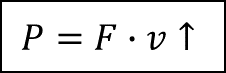 P = F · v ↑